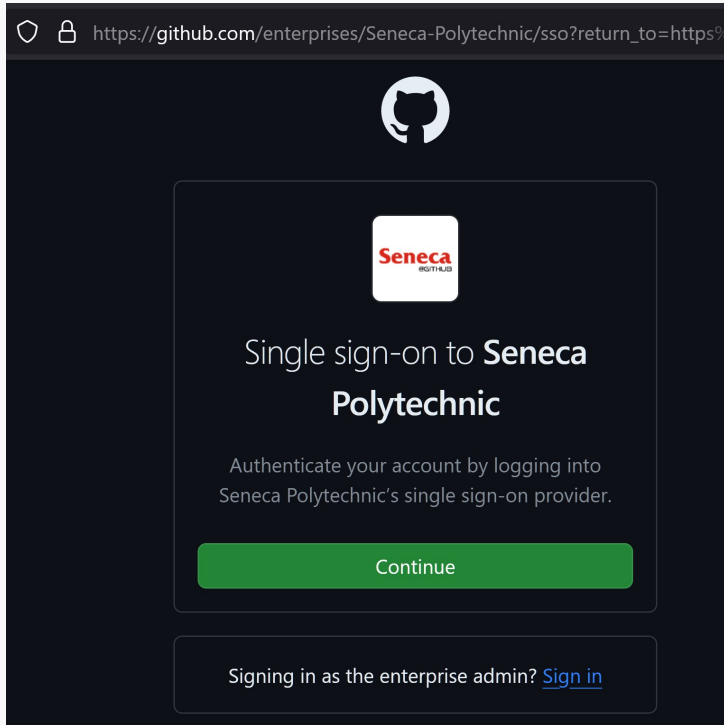 https://github.com/enterprises/Seneca-Polytechnic/sso?return_to=https%
Seneca
@GITHUB
Single sign-on to Seneca
Polytechnic
Authenticate your account by logging into
Seneca Polytechnic's single sign-on provider.
Continue
Signing in as the enterprise admin? Sign in